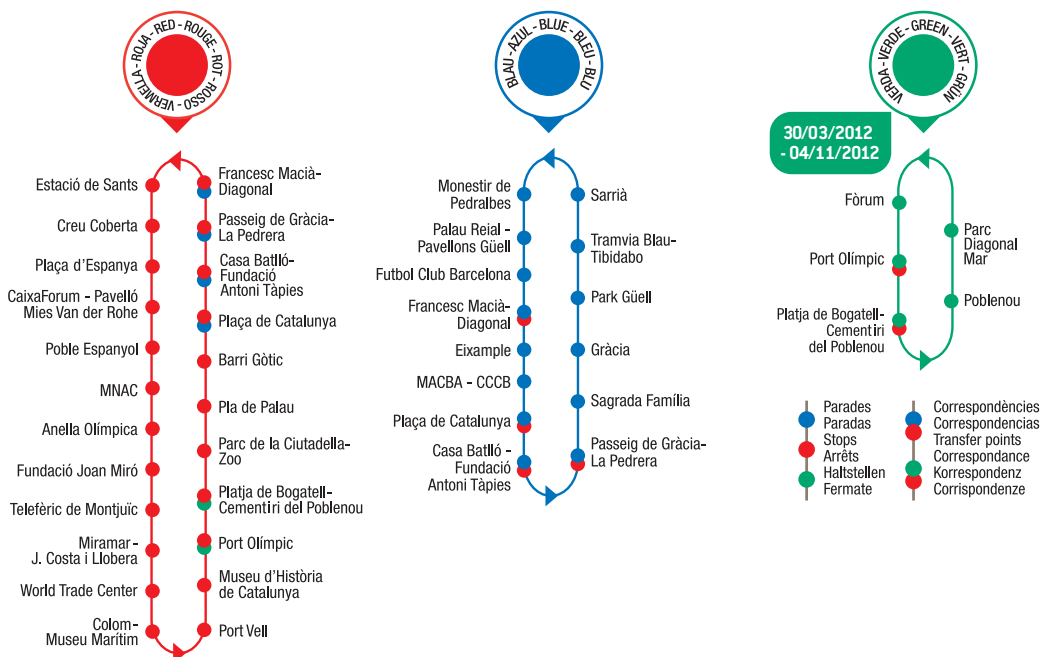 VERMELLA - ROJA - RED - ROUGE - ROT - ROSSO -
Estació de Sants
Creu Coberta
Plaça d'Espanya
CaixaForum - Pavelló
Mies Van der Rohe
Poble Espanyol
MNAC
Anella Olímpica
Fundació Joan Miró
Telefèric de Montjuïc
Miramar-
J. Costa i Llobera
World Trade Center
Colom-
Museu Marítim
Francesc Macià-
Diagonal
Passeig de Gràcia-
La Pedrera
Casa Batlló-
Fundació
Antoni Tàpies
Plaça de Catalunya
Barri Gòtic
Pla de Palau
Parc de la Ciutadella-
Zoo
Platja de Bogatell-
Cementiri del Poblenou
Port Olímpic
Museu d'Història
de Catalunya
Port Vell
BLAU - AZUL - BLUE - BLEU - BLU
Monestir de
Pedralbes
Palau Reial -
Pavellons Güell
Futbol Club Barcelona
Francesc Macià-
Diagonal
Eixample
MACBA - CCCB
Plaça de Catalunya
Casa Batlló -
Fundació
Antoni Tàpies
Sarrià
Tramvia Blau-
Tibidabo
Park Güell
Gràcia
Sagrada Família
Passeig de Gràcia-
La Pedrera
VERDA - VERDE - GREEN - VERT - GRÜN
30/03/2012
- 04/11/2012
Fòrum
Port Olímpic
Platja de Bogatell-
Cementiri
del Poblenou
Parc
Diagonal
Mar
Poblenou
Parades
Paradas
Stops
Arrêts
Haltstellen
Fermate
Correspondències
Correspondencias
Transfer points
Correspondance
Korrespondenz
Corrispondenze